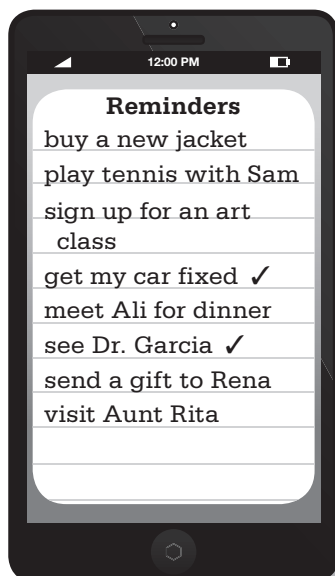 12:00 PM
Reminders
buy a new jacket
play tennis with Sam
sign up for an art
class
get my car fixed ✓
meet Ali for dinner
see Dr. Garcia ✓
send a gift to Rena
visit Aunt Rita